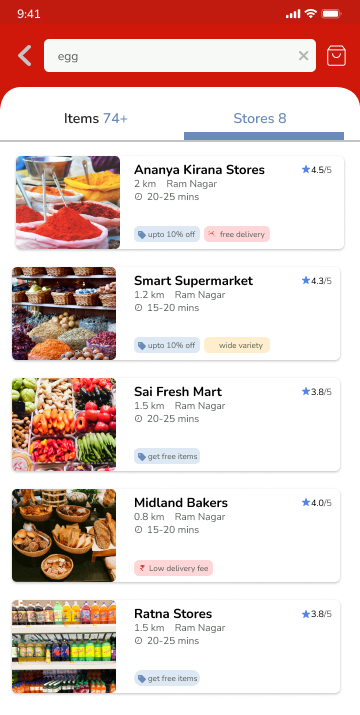 9:41
egg
Items 74+
Stores 8
Ananya Kirana Stores
4.5/5
2 km Ram Nagar
20-25 mins
upto 10% off
free delivery
Smart Supermarket
4.3/5
1.2 km Ram Nagar
15-20 mins
upto 10% off
wide variety
Sai Fresh Mart
3.8/5
1.5 km Ram Nagar
20-25 mins
get free items
Midland Bakers
4.0/5
0.8 km Ram Nagar
15-20 mins
₹ Low delivery fee
Ratna Stores
3.8/5
1.5 km Ram Nagar
20-25 mins
get free items